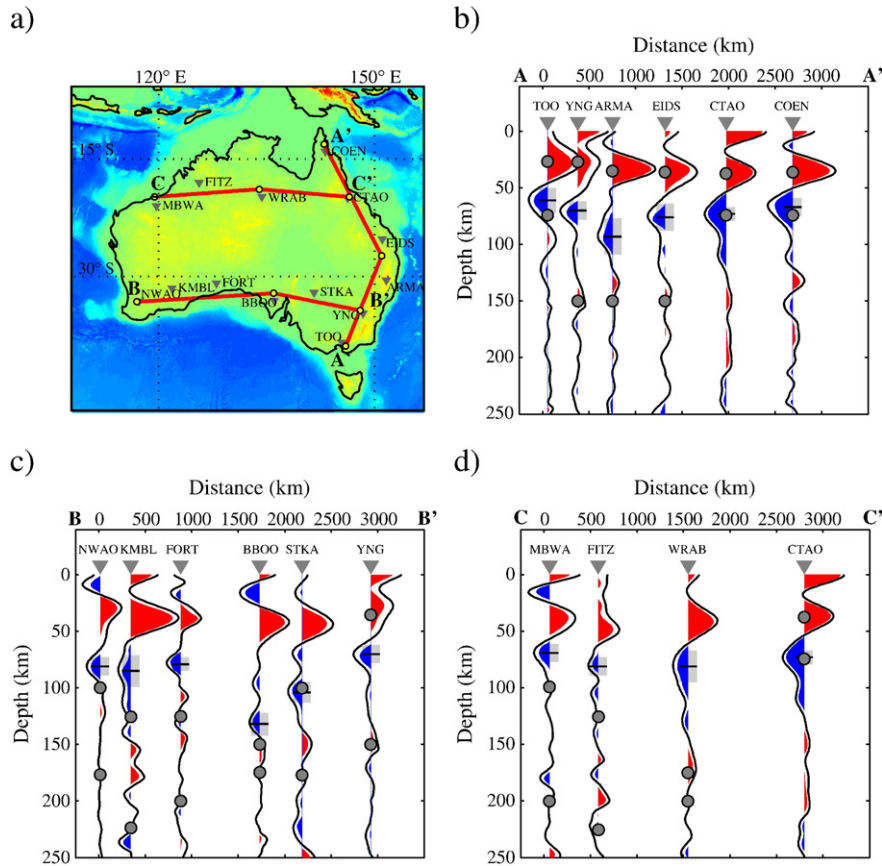 a)
120° E 150° E
15° S
30° S
A'
COEN
FITZ
C C'
MBWA WRAB CTAO
EIDS
B
NWAO KMBL FORT
BBOO STKA ARMA
B'
YNG
TOO
A
b)
Distance (km)
A A'
0 500 1000 1500 2000 2500 3000
TOO YNG ARMA EIDS CTAO COEN
Depth (km)
0
50
100
150
200
250
c)
Distance (km)
B B'
0 500 1000 1500 2000 2500 3000
NWAO KMBL FORT BBOO STKA YNG
Depth (km)
0
50
100
150
200
250
d)
Distance (km)
C C'
0 500 1000 1500 2000 2500 3000
MBWA FITZ WRAB CTAO
Depth (km)
0
50
100
150
200
250